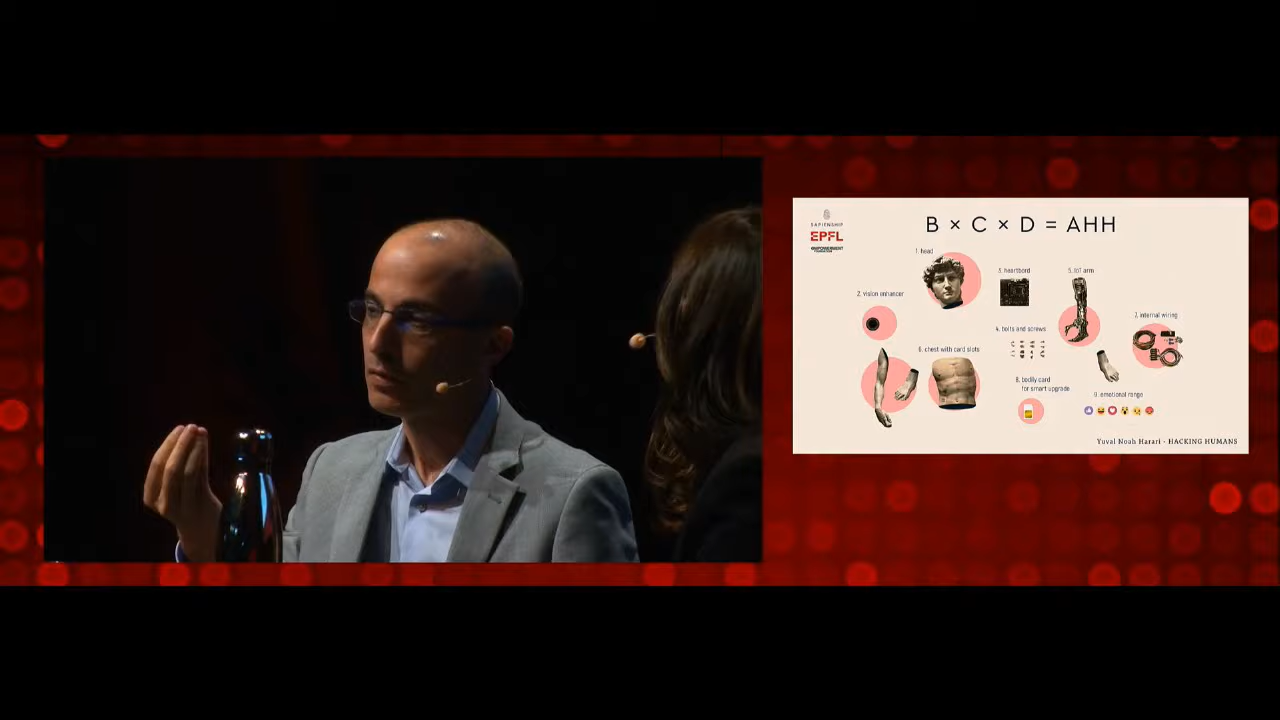 SAPIENSHIP
EPFL
EMPOWERMENT
FOUNDATION
B × C × D = AHH
1. head
2. vision enhancer
3. heartbord
4. bolts and screws
5. IoT arm
6. chest with card slots
7. internal wiring
8. bodily card
for smart upgrade
9. emotional range
Yuval Noah Harari - HACKING HUMANS